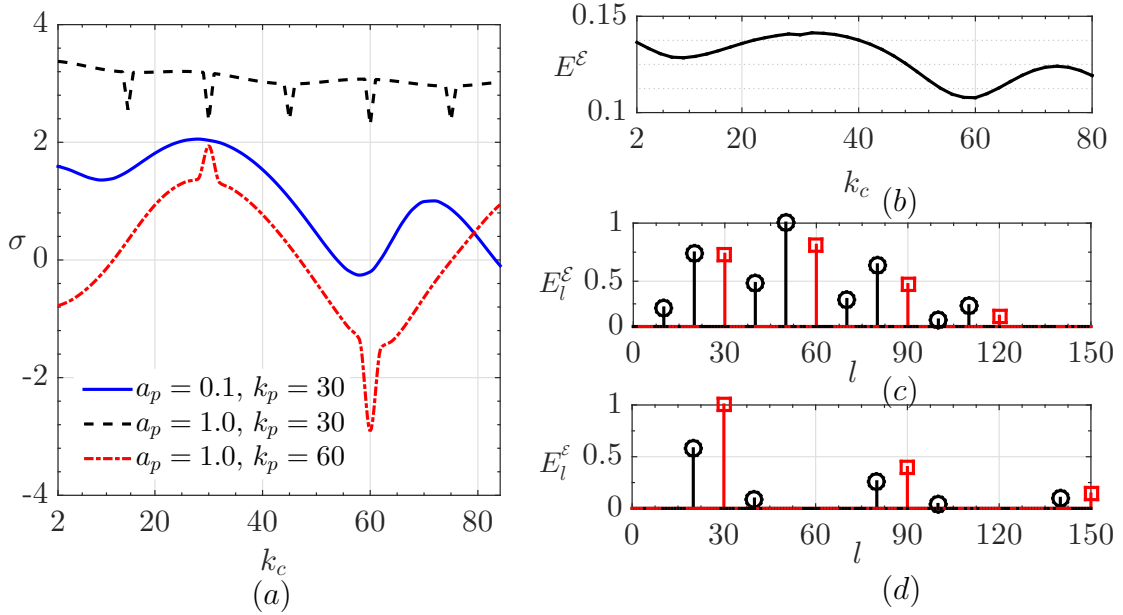 4
2
0
-2
-4
σ
2 20 40 60 80
k_c
(a)
a_p = 0.1, k_p = 30
a_p = 1.0, k_p = 30
a_p = 1.0, k_p = 60
0.15
0.1
E^ℰ
2 20 40 60 80
k_c
(b)
1
0.5
0
E_l^ℰ
0 30 60 90 120 150
l
(c)
1
0.5
0
E_l^ℰ
0 30 60 90 120 150
l
(d)